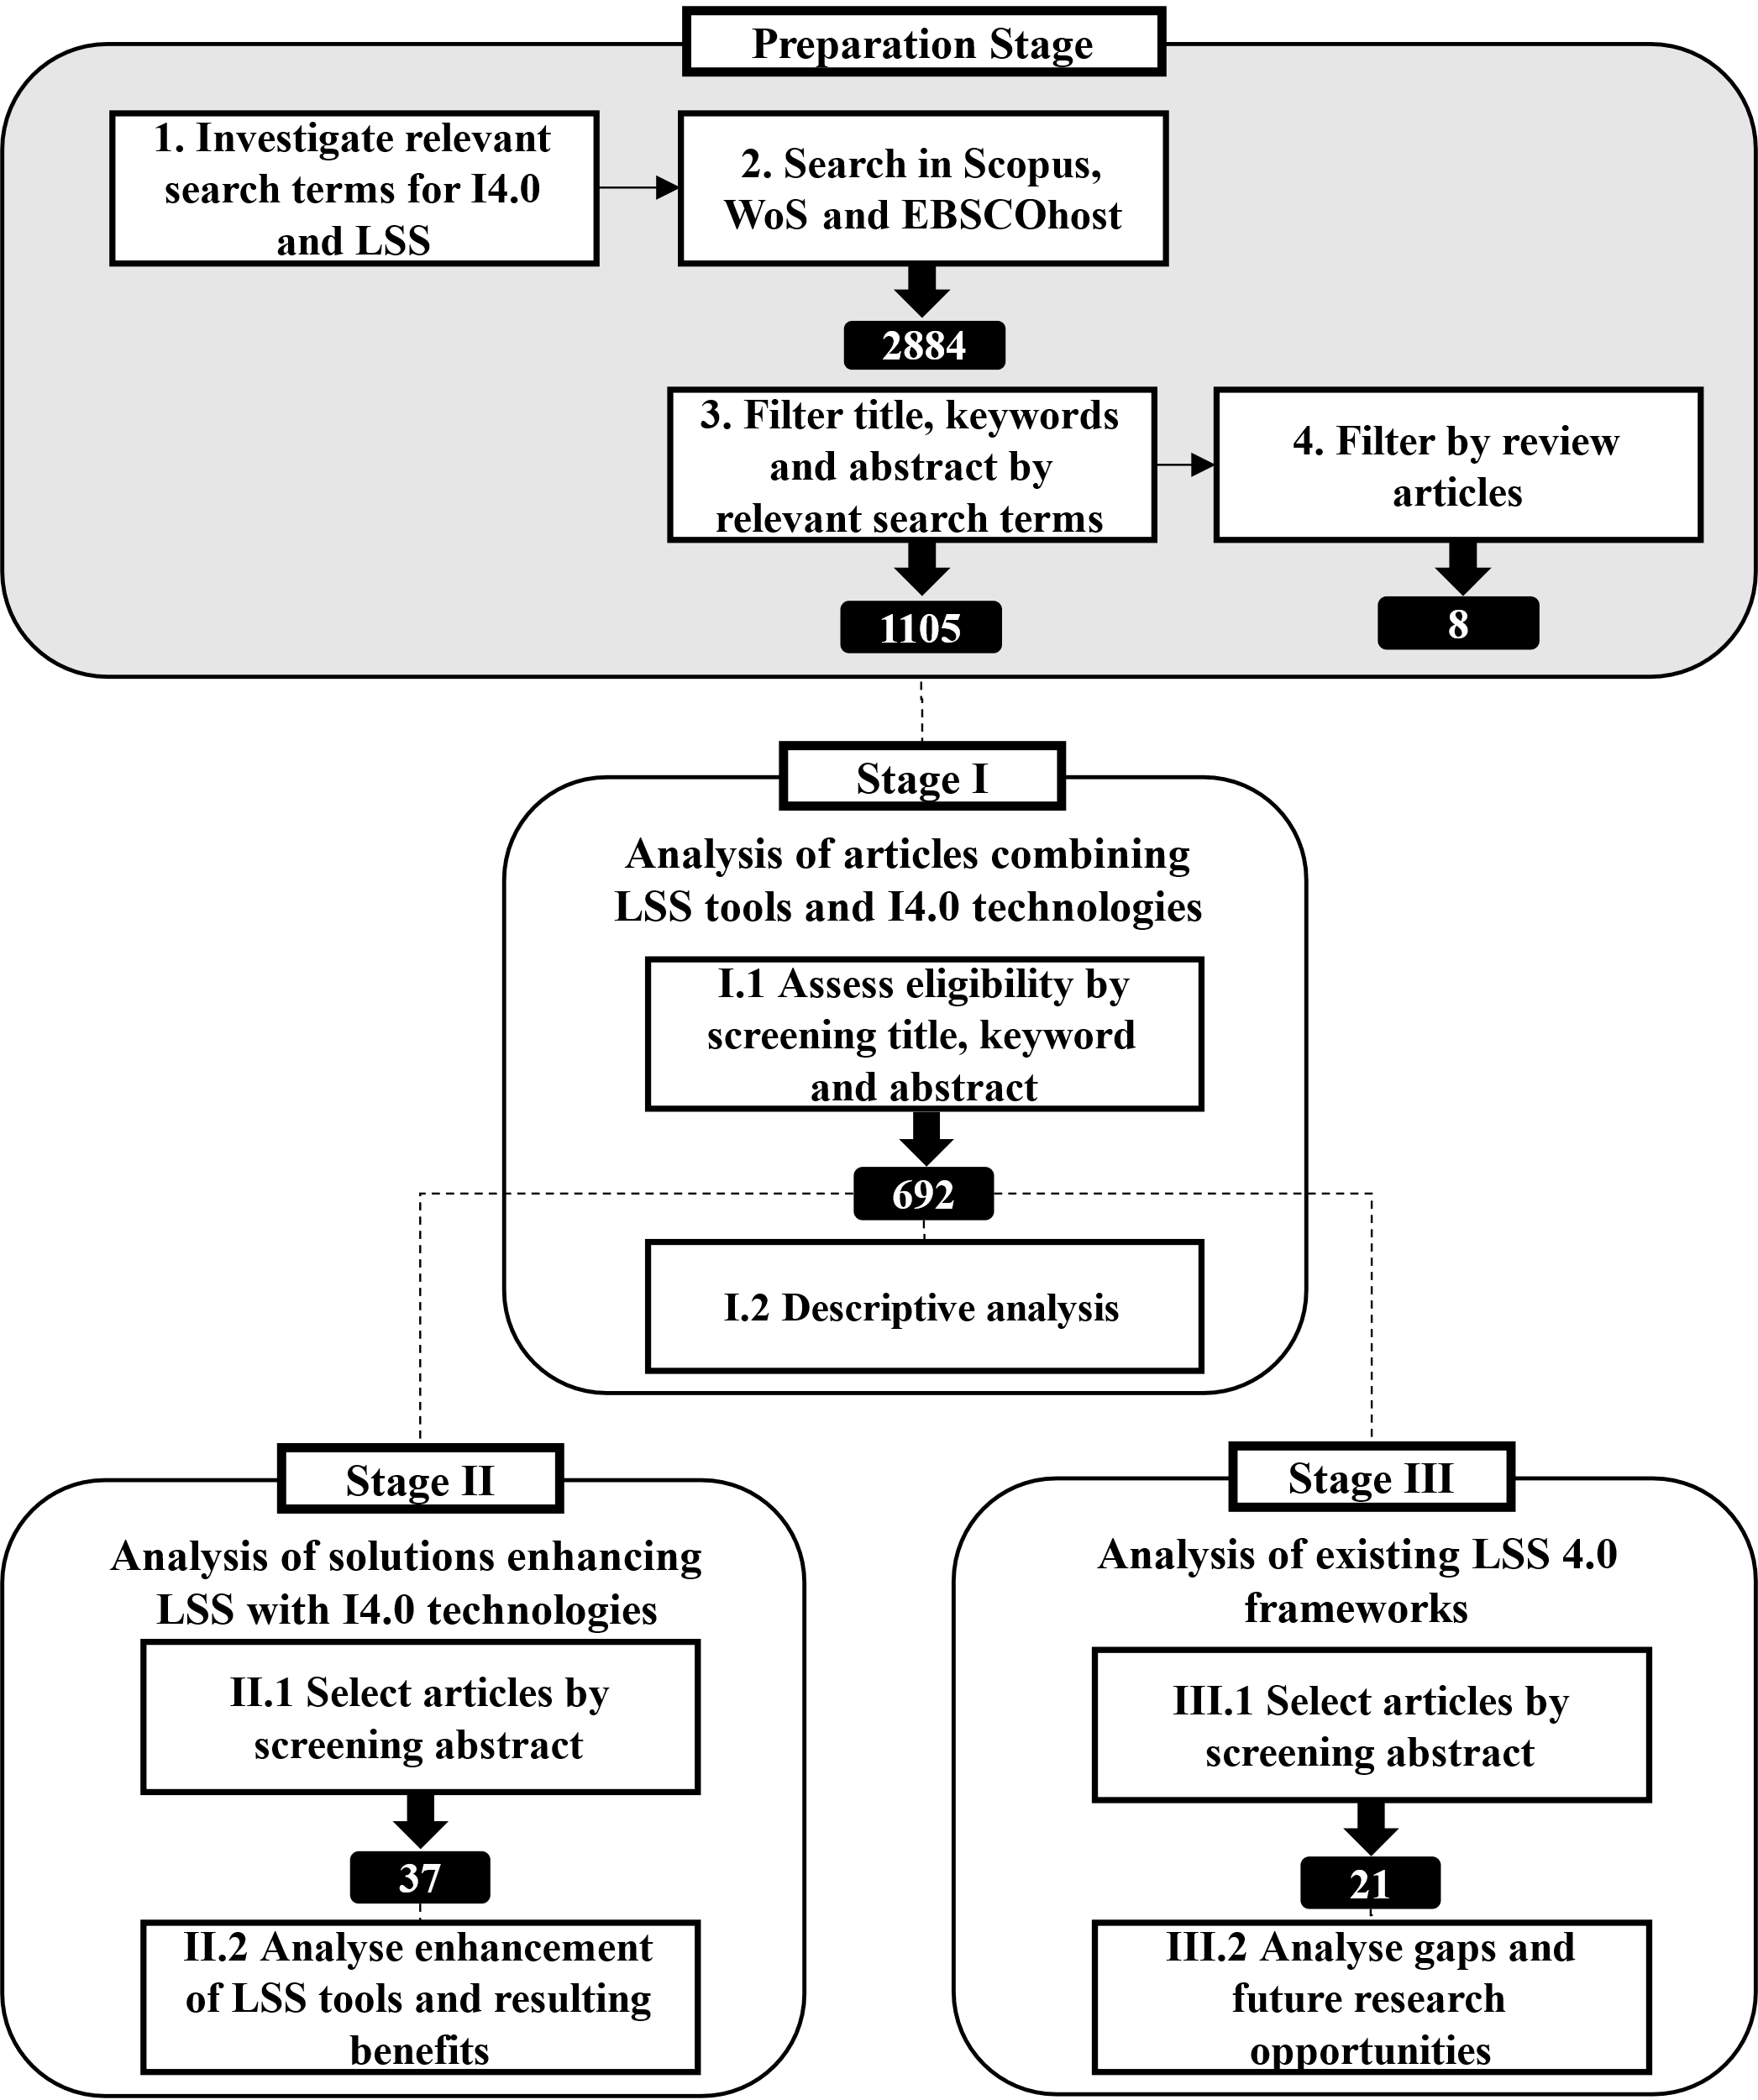 Preparation Stage
1. Investigate relevant
search terms for I4.0
and LSS
2. Search in Scopus,
WoS and EBSCOhost
2884
3. Filter title, keywords
and abstract by
relevant search terms
4. Filter by review
articles
1105
8
Stage I
Analysis of articles combining
LSS tools and I4.0 technologies
I.1 Assess eligibility by
screening title, keyword
and abstract
692
I.2 Descriptive analysis
Stage II
Analysis of solutions enhancing
LSS with I4.0 technologies
II.1 Select articles by
screening abstract
37
II.2 Analyse enhancement
of LSS tools and resulting
benefits
Stage III
Analysis of existing LSS 4.0
frameworks
III.1 Select articles by
screening abstract
21
III.2 Analyse gaps and
future research
opportunities